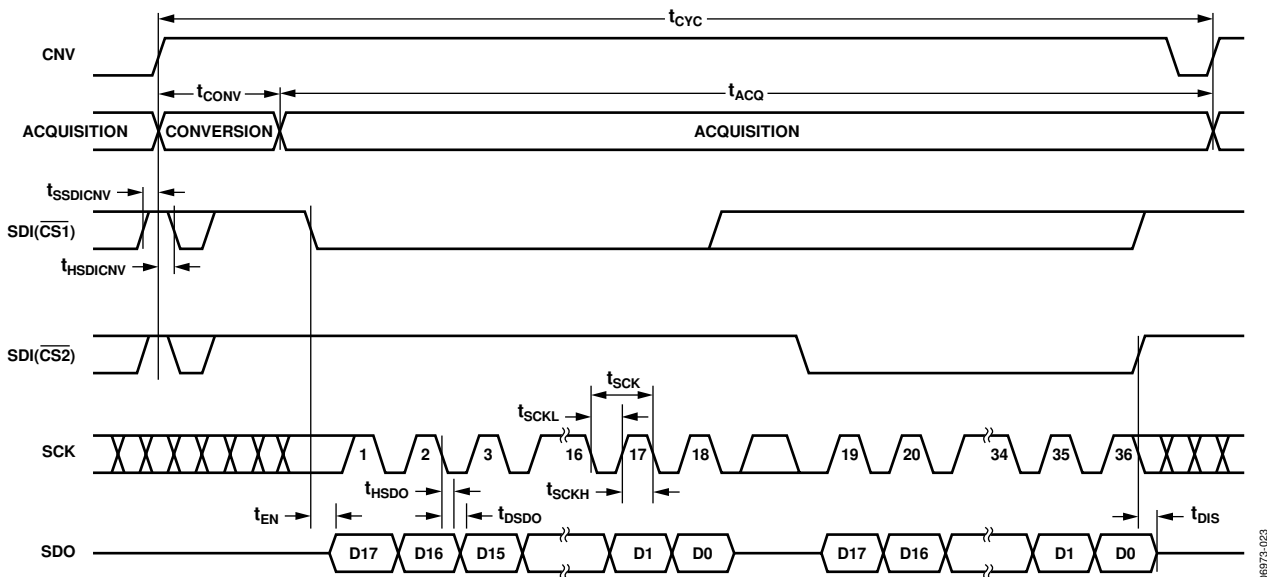 tCYC
CNV
tCONV
tACQ
ACQUISITION
CONVERSION
ACQUISITION
tSSDICNV
SDI(CS1)
tHSDICNV
SDI(CS2)
tSCK
tSCKL
SCK
1 2 3 16 17 18 19 20 34 35 36
tHSDO
tSCKH
tEN
tDSDO
tDIS
SDO
D17 D16 D15 D1 D0 D17 D16 D1 D0
06973-023